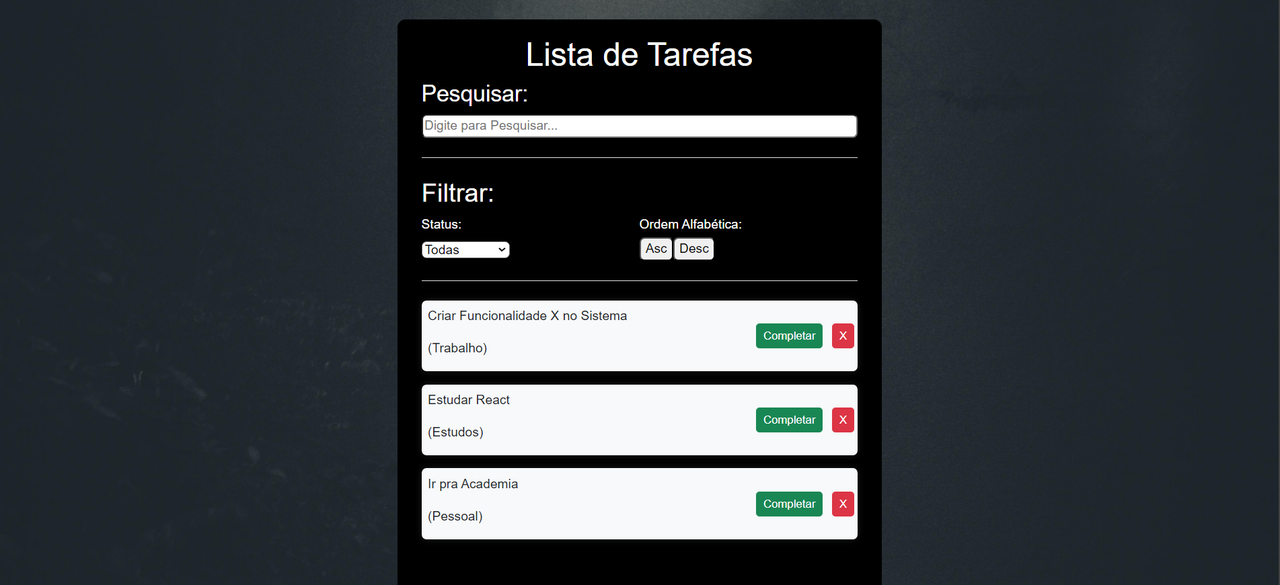 Lista de Tarefas
Pesquisar:
Digite para Pesquisar...
Filtrar:
Status:
Ordem Alfabética:
Todas
Asc Desc
Criar Funcionalidade X no Sistema
(Trabalho)
Completar X
Estudar React
(Estudos)
Completar X
Ir pra Academia
(Pessoal)
Completar X